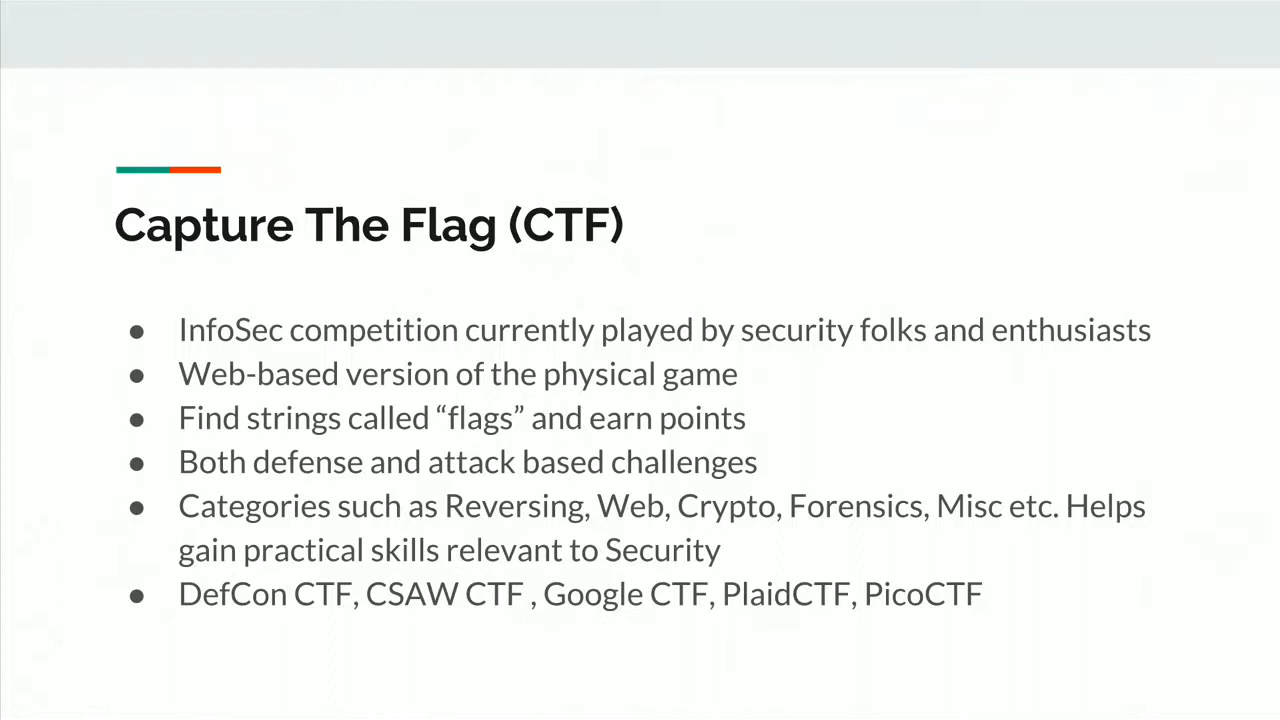 Capture The Flag (CTF)
● InfoSec competition currently played by security folks and enthusiasts
● Web-based version of the physical game
● Find strings called “flags” and earn points
● Both defense and attack based challenges
● Categories such as Reversing, Web, Crypto, Forensics, Misc etc. Helps
gain practical skills relevant to Security
● DefCon CTF, CSAW CTF , Google CTF, PlaidCTF, PicoCTF